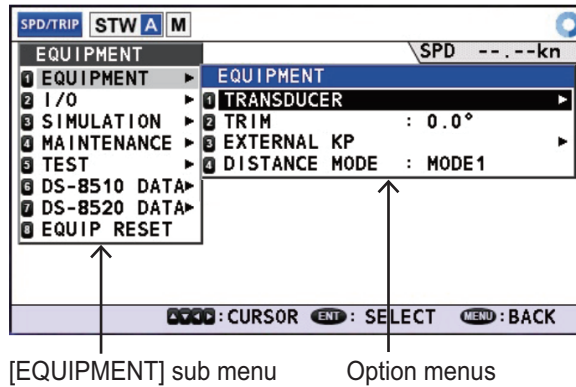 SPD/TRIP STW A M
EQUIPMENT
SPD --.--kn
1 EQUIPMENT ▶
2 I/O ▶
3 SIMULATION ▶
4 MAINTENANCE ▶
5 TEST ▶
6 DS-8510 DATA▶
7 DS-8520 DATA▶
8 EQUIP RESET
EQUIPMENT
1 TRANSDUCER ▶
2 TRIM : 0.0°
3 EXTERNAL KP ▶
4 DISTANCE MODE : MODE1
▲▼◀▶: CURSOR ENT: SELECT MENU: BACK
[EQUIPMENT] sub menu
Option menus